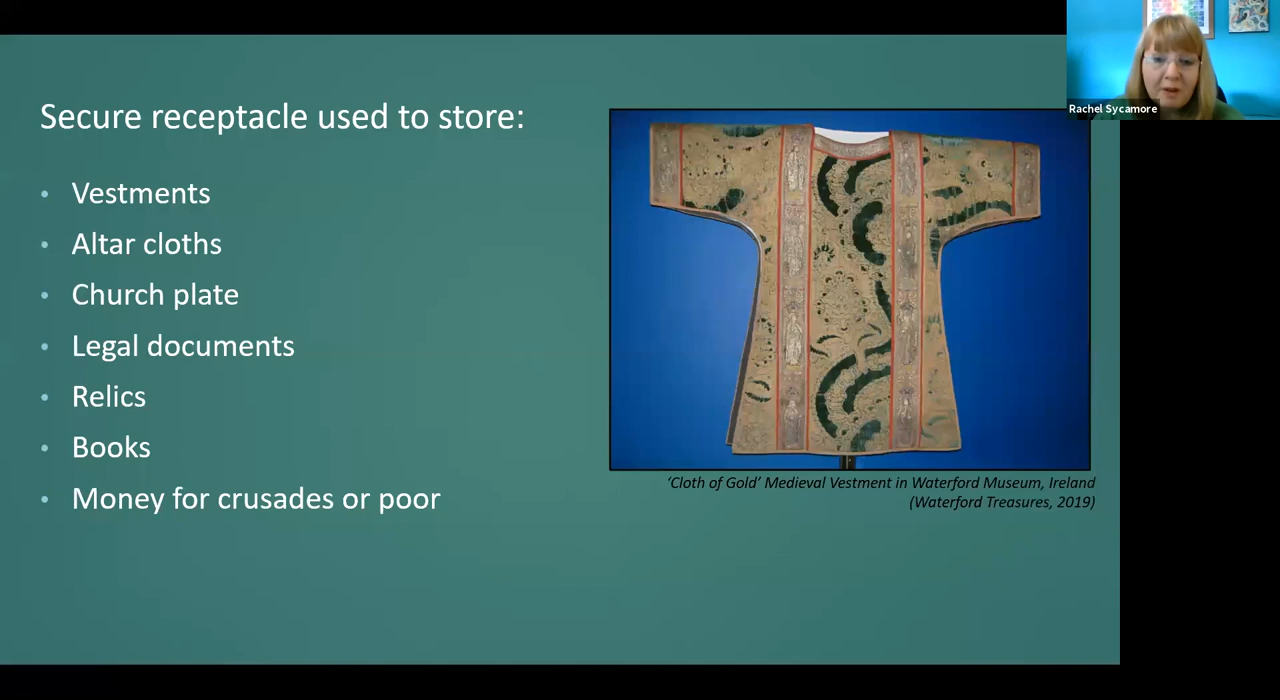 Secure receptacle used to store:
• Vestments
• Altar cloths
• Church plate
• Legal documents
• Relics
• Books
• Money for crusades or poor
‘Cloth of Gold’ Medieval Vestment in Waterford Museum, Ireland
(Waterford Treasures, 2019)
Rachel Sycamore